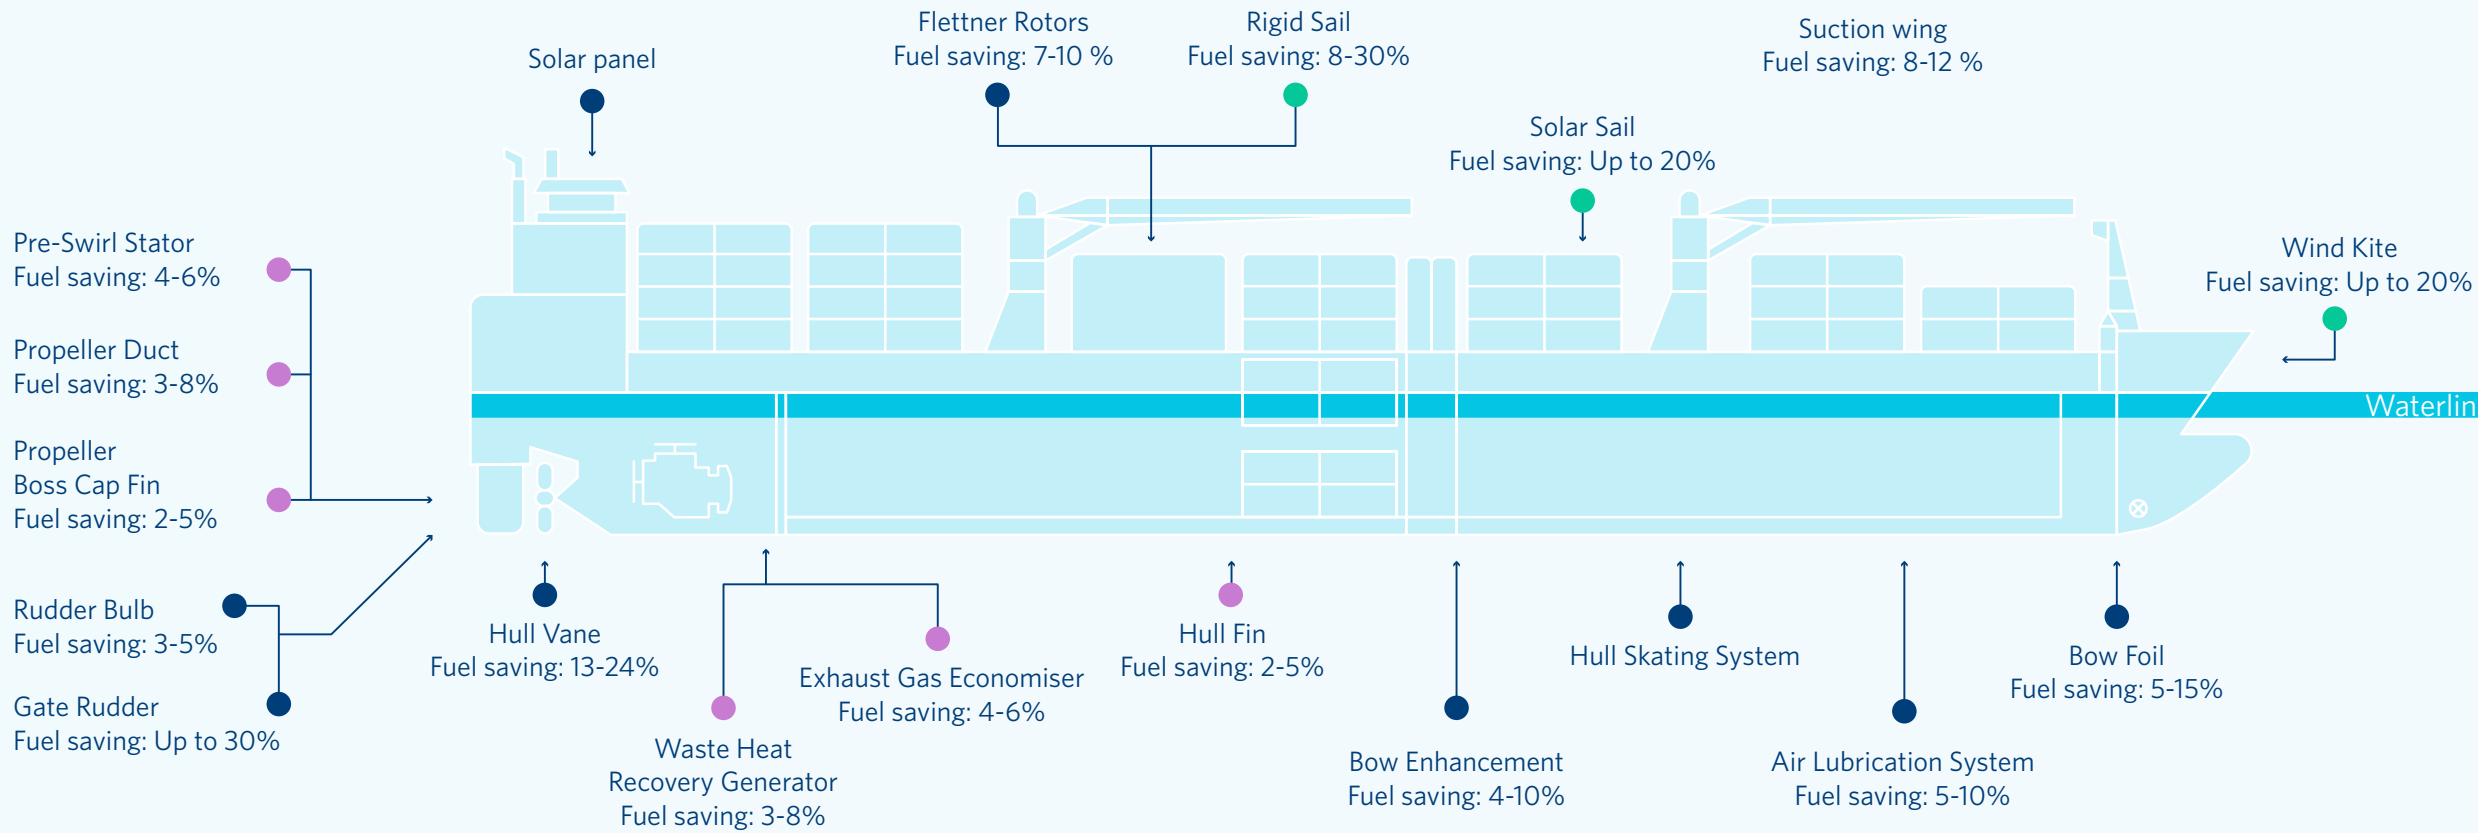 Flettner Rotors
Fuel saving: 7-10 %
Rigid Sail
Fuel saving: 8-30%
Suction wing
Fuel saving: 8-12 %
Solar panel
Solar Sail
Fuel saving: Up to 20%
Wind Kite
Fuel saving: Up to 20%
Pre-Swirl Stator
Fuel saving: 4-6%
Propeller Duct
Fuel saving: 3-8%
Propeller
Boss Cap Fin
Fuel saving: 2-5%
Waterlin
Rudder Bulb
Fuel saving: 3-5%
Gate Rudder
Fuel saving: Up to 30%
Hull Vane
Fuel saving: 13-24%
Waste Heat
Recovery Generator
Fuel saving: 3-8%
Exhaust Gas Economiser
Fuel saving: 4-6%
Hull Fin
Fuel saving: 2-5%
Bow Enhancement
Fuel saving: 4-10%
Hull Skating System
Air Lubrication System
Fuel saving: 5-10%
Bow Foil
Fuel saving: 5-15%